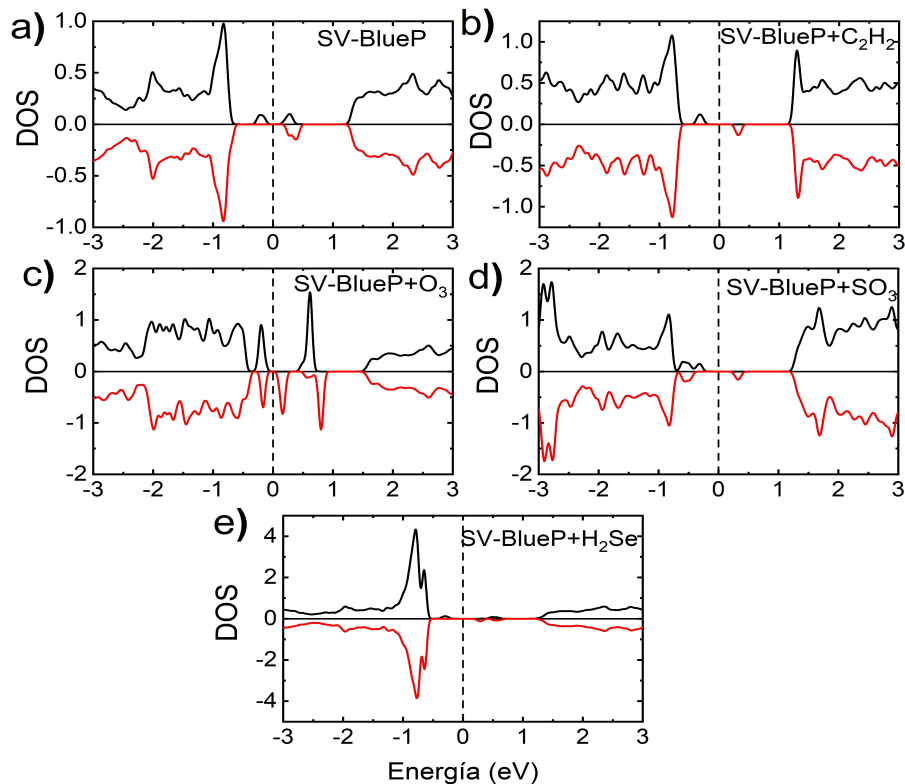 a)
SV-BlueP
DOS
1.0
0.5
0.0
-0.5
-1.0
-3 -2 -1 0 1 2 3
b)
SV-BlueP+C₂H₂
DOS
1.0
0.5
0.0
-0.5
-1.0
-3 -2 -1 0 1 2 3
c)
SV-BlueP+O₃
DOS
2
1
0
-1
-2
-3 -2 -1 0 1 2 3
d)
SV-BlueP+SO₃
DOS
2
1
0
-1
-2
-3 -2 -1 0 1 2 3
e)
SV-BlueP+H₂Se
DOS
4
2
0
-2
-4
-3 -2 -1 0 1 2 3
Energía (eV)